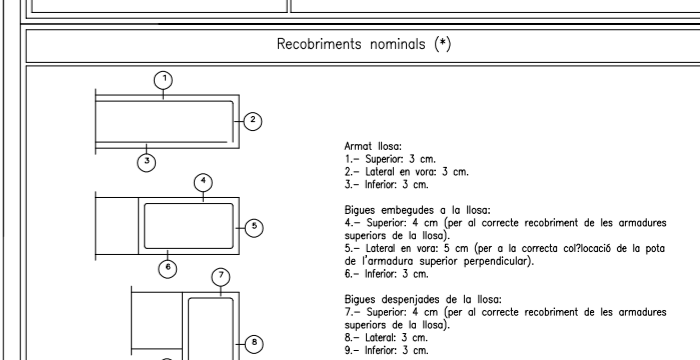 Recobriments nominals (*)
1
2
3
Armat llosa:
1.- Superior: 3 cm.
2.- Lateral en vora: 3 cm.
3.- Inferior: 3 cm.
4
5
6
Bigues embegudes a la llosa:
4.- Superior: 4 cm (per al correcte recobriment de les armadures
superiors de la llosa).
5.- Lateral en vora: 5 cm (per a la correcta col?locació de la pota
de l'armadura superior perpendicular).
6.- Inferior: 3 cm.
7
8
Bigues despenjades de la llosa:
7.- Superior: 4 cm (per al correcte recobriment de les armadures
superiors de la llosa).
8.- Lateral: 3 cm.
9.- Inferior: 3 cm.